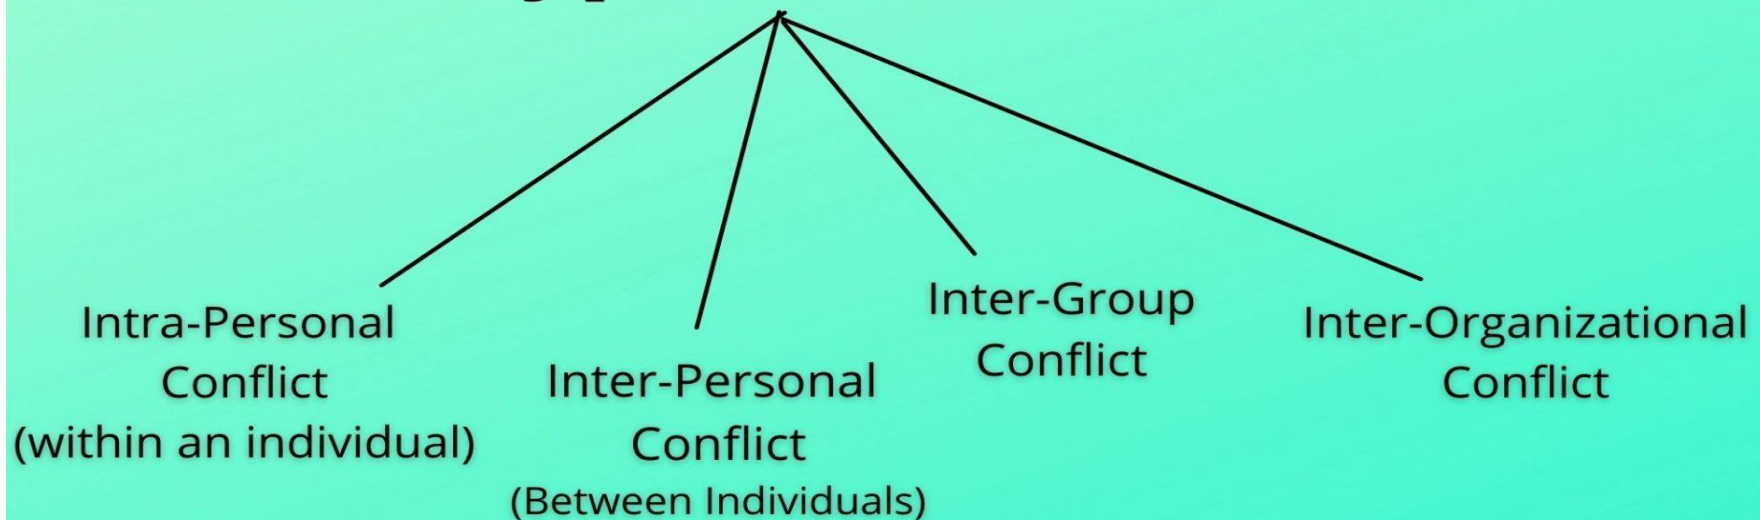 Intra-Personal
Conflict
(within an individual)
Inter-Personal
Conflict
(Between Individuals)
Inter-Group
Conflict
Inter-Organizational
Conflict